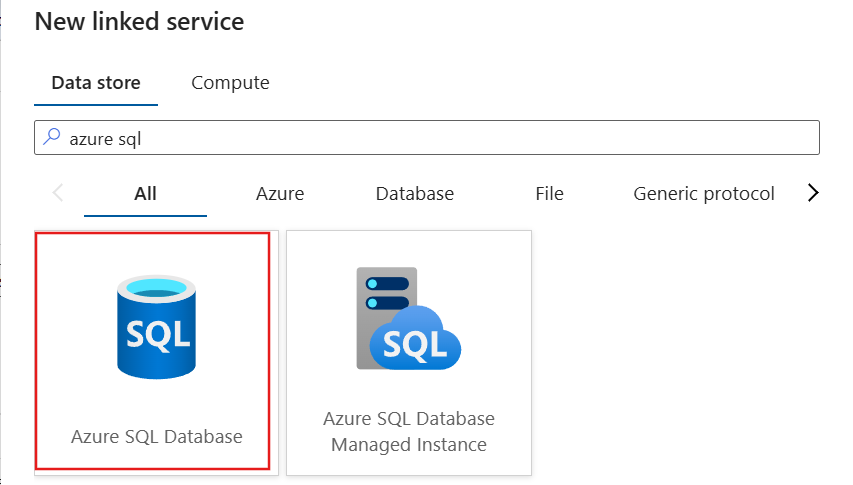 New linked service
Data store
Compute
azure sql
All
Azure
Database
File
Generic protocol
SQL
Azure SQL Database
SQL
Azure SQL Database
Managed Instance